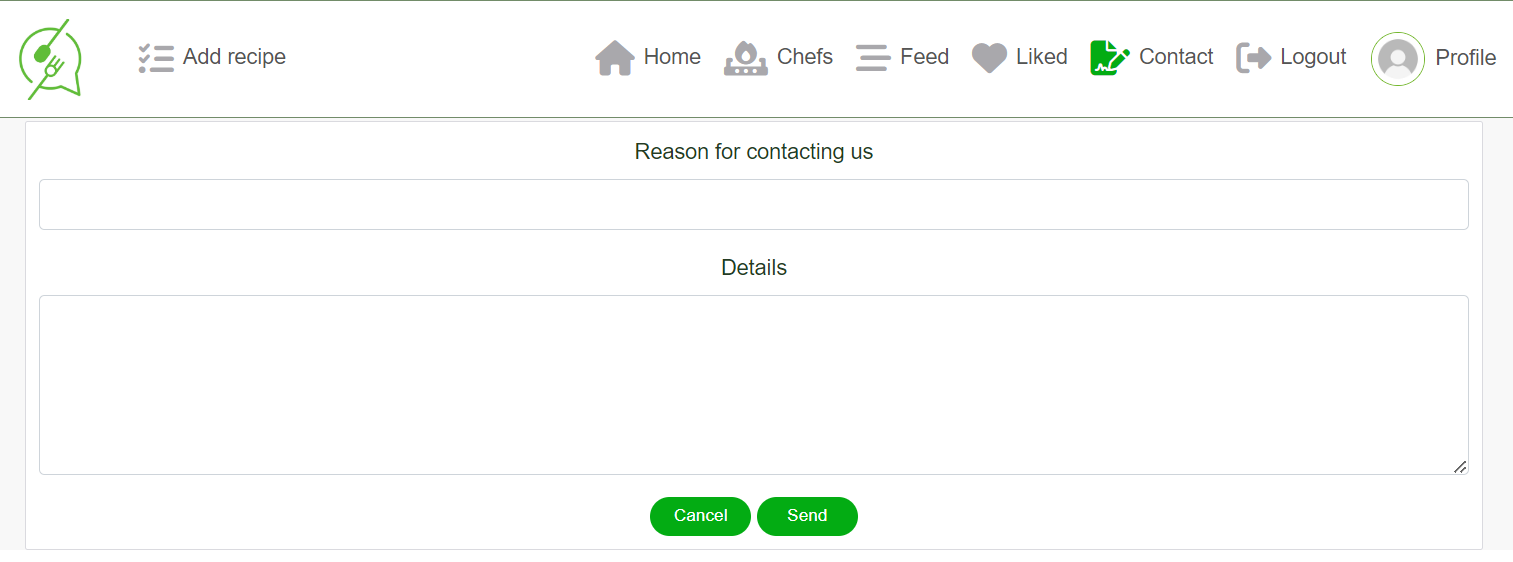 Add recipe Home Chefs Feed Liked Contact Logout Profile
Reason for contacting us
Details
Cancel Send